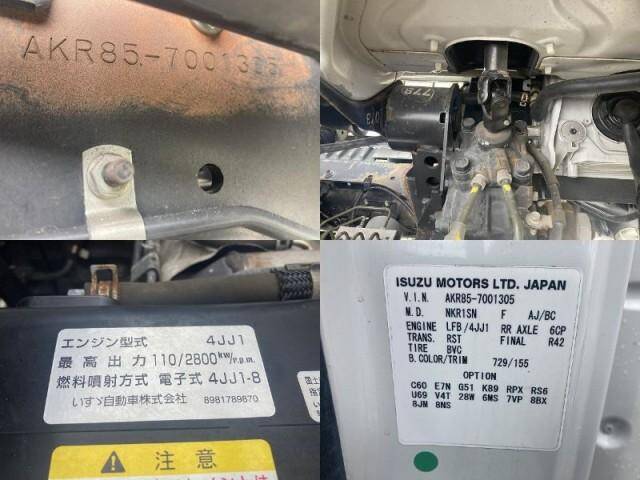 AKR85-7001305
778
エンジン型式 4JJ1
最高出力 110/2800 kw/r.p.m.
燃料噴射方式 電子式 4JJ1-8
いすゞ自動車株式会社 8981789870
注意
ISUZU MOTORS LTD. JAPAN
V.I.N. AKR85-7001305
M.D. NKR1SN F AJ/BC
ENGINE LFB/4JJ1 RR AXLE 6CP
TRANS. RST FINAL R42
TIRE BVC
B.COLOR/TRIM 729/155
OPTION
C60 E7N G51 K89 RPX RS6
U69 V4T 28W 6MS 7VP 8BX
8JM 8NS